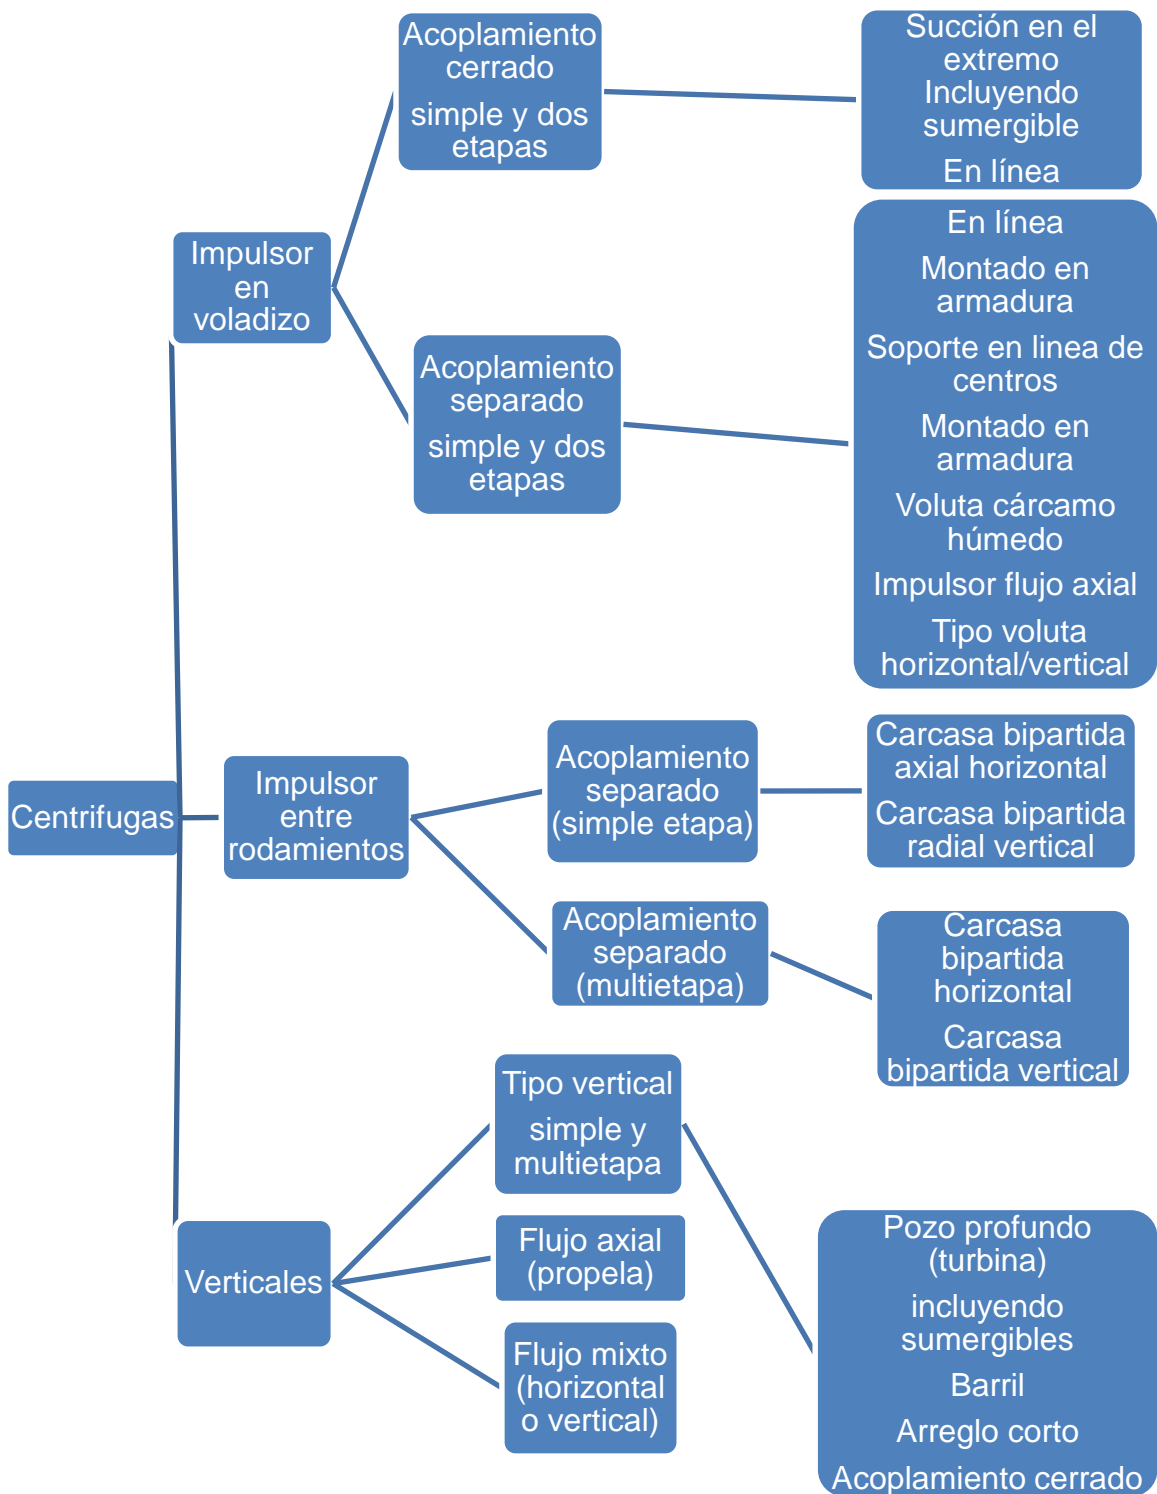 Centrifugas
Impulsor
en
voladizo
Acoplamiento
cerrado
simple y dos
etapas
Succión en el
extremo
Incluyendo
sumergible
En línea
Acoplamiento
separado
simple y dos
etapas
En línea
Montado en
armadura
Soporte en linea de
centros
Montado en
armadura
Voluta cárcamo
húmedo
Impulsor flujo axial
Tipo voluta
horizontal/vertical
Impulsor
entre
rodamientos
Acoplamiento
separado
(simple etapa)
Carcasa bipartida
axial horizontal
Carcasa bipartida
radial vertical
Acoplamiento
separado
(multietapa)
Carcasa
bipartida
horizontal
Carcasa
bipartida vertical
Verticales
Tipo vertical
simple y
multietapa
Pozo profundo
(turbina)
incluyendo
sumergibles
Barril
Arreglo corto
Acoplamiento cerrado
Flujo axial
(propela)
Flujo mixto
(horizontal
o vertical)